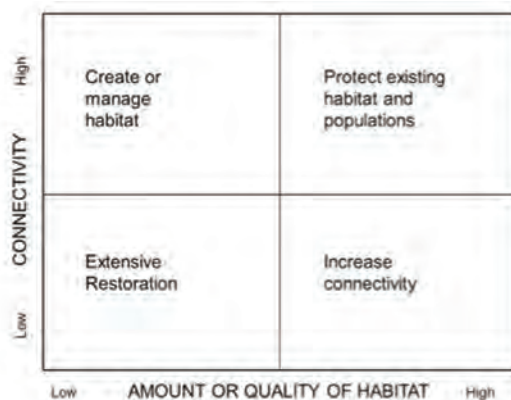 High
CONNECTIVITY
Low
Create or
manage
habitat
Protect existing
habitat and
populations
Extensive
Restoration
Increase
connectivity
Low
AMOUNT OR QUALITY OF HABITAT
High